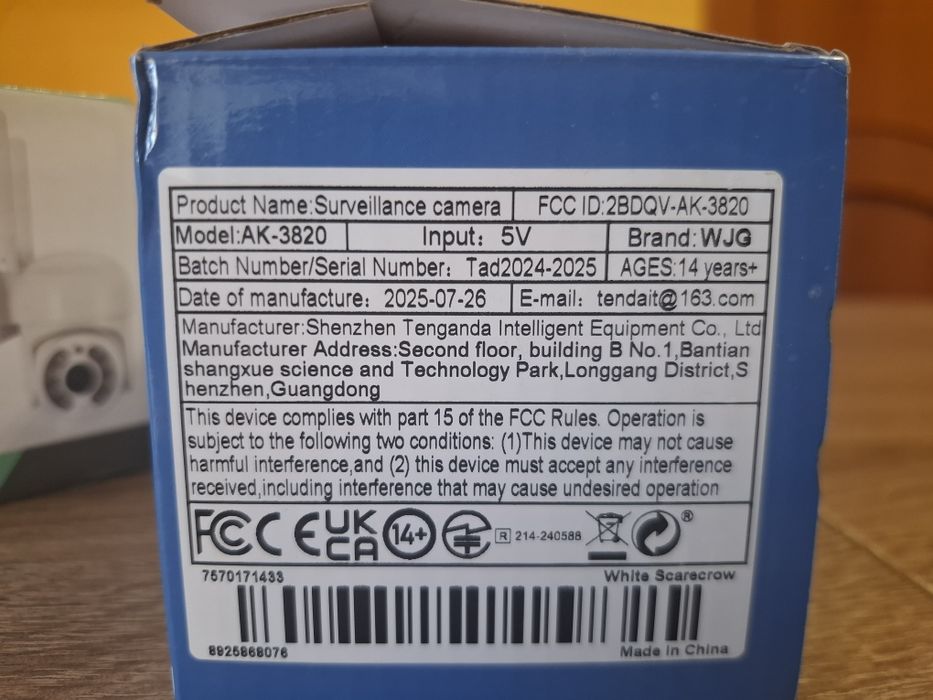 Product Name:Surveillance camera FCC ID:2BDQV-AK-3820
Model:AK-3820 Input: 5V Brand:WJG
Batch Number/Serial Number: Tad2024-2025 AGES:14 years+
Date of manufacture: 2025-07-26 E-mail: tendait@163.com
Manufacturer:Shenzhen Tenganda Intelligent Equipment Co., Ltd
Manufacturer Address:Second floor, building B No.1,Bantian
shangxue science and Technology Park,Longgang District,S
henzhen,Guangdong
This device complies with part 15 of the FCC Rules. Operation is
subject to the following two conditions: (1)This device may not cause
harmful interference,and (2) this device must accept any interference
received,including interference that may cause undesired operation
FCC CE UK CA 14+ R 214-240588 ®
7570171433 White Scarecrow
8925868076 Made in China